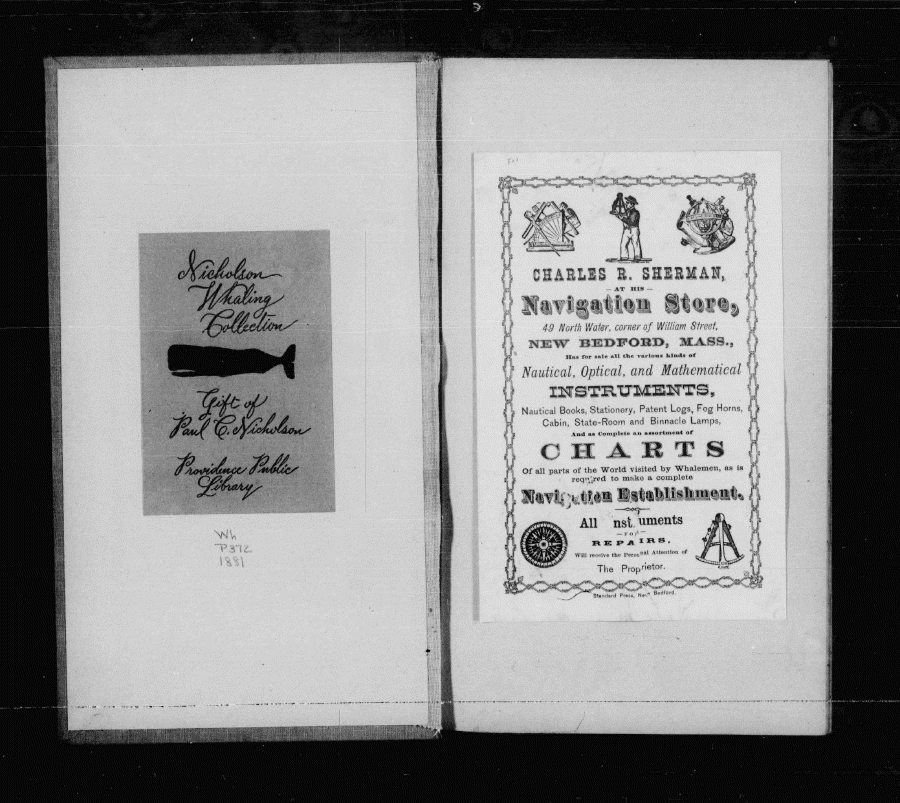 Nicholson
Whaling
Collection
Gift of
Paul C. Nicholson
Providence Public
Library
Wh
P372
1881
CHARLES R. SHERMAN,
— AT HIS —
Navigation Store,
49 North Water, corner of William Street,
NEW BEDFORD, MASS.,
Has for sale all the various kinds of
Nautical, Optical, and Mathematical
INSTRUMENTS,
Nautical Books, Stationery, Patent Logs, Fog Horns,
Cabin, State-Room and Binnacle Lamps,
And as Complete an assortment of
CHARTS
Of all parts of the World visited by Whalemen, as is
required to make a complete
Navigation Establishment.
All nst uments
— FOR —
REPAIRS,
Will receive the Personal Attention of
The Proprietor.
Standard Press, New Bedford.